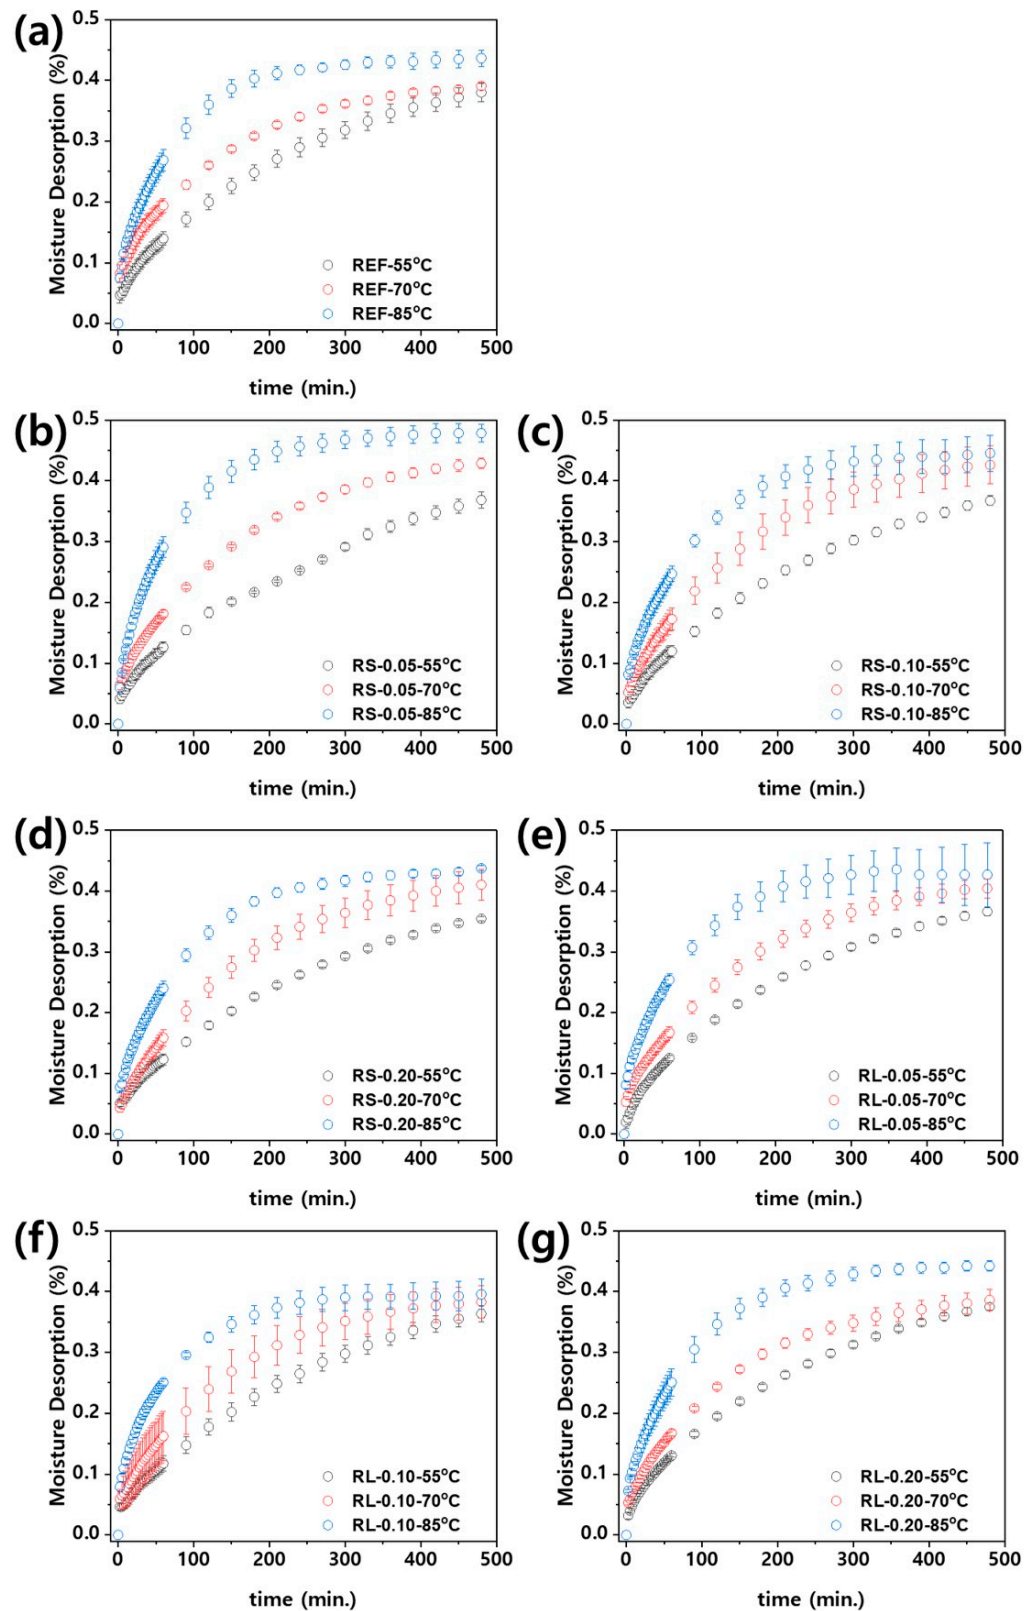 (a)
Moisture Desorption (%)
0.5
0.4
0.3
0.2
0.1
0.0
REF-55°C
REF-70°C
REF-85°C
0 100 200 300 400 500
time (min.)
(b)
Moisture Desorption (%)
0.5
0.4
0.3
0.2
0.1
0.0
RS-0.05-55°C
RS-0.05-70°C
RS-0.05-85°C
0 100 200 300 400 500
time (min.)
(c)
Moisture Desorption (%)
0.5
0.4
0.3
0.2
0.1
0.0
RS-0.10-55°C
RS-0.10-70°C
RS-0.10-85°C
0 100 200 300 400 500
time (min.)
(d)
Moisture Desorption (%)
0.5
0.4
0.3
0.2
0.1
0.0
RS-0.20-55°C
RS-0.20-70°C
RS-0.20-85°C
0 100 200 300 400 500
time (min.)
(e)
Moisture Desorption (%)
0.5
0.4
0.3
0.2
0.1
0.0
RL-0.05-55°C
RL-0.05-70°C
RL-0.05-85°C
0 100 200 300 400 500
time (min.)
(f)
Moisture Desorption (%)
0.5
0.4
0.3
0.2
0.1
0.0
RL-0.10-55°C
RL-0.10-70°C
RL-0.10-85°C
0 100 200 300 400 500
time (min.)
(g)
Moisture Desorption (%)
0.5
0.4
0.3
0.2
0.1
0.0
RL-0.20-55°C
RL-0.20-70°C
RL-0.20-85°C
0 100 200 300 400 500
time (min.)